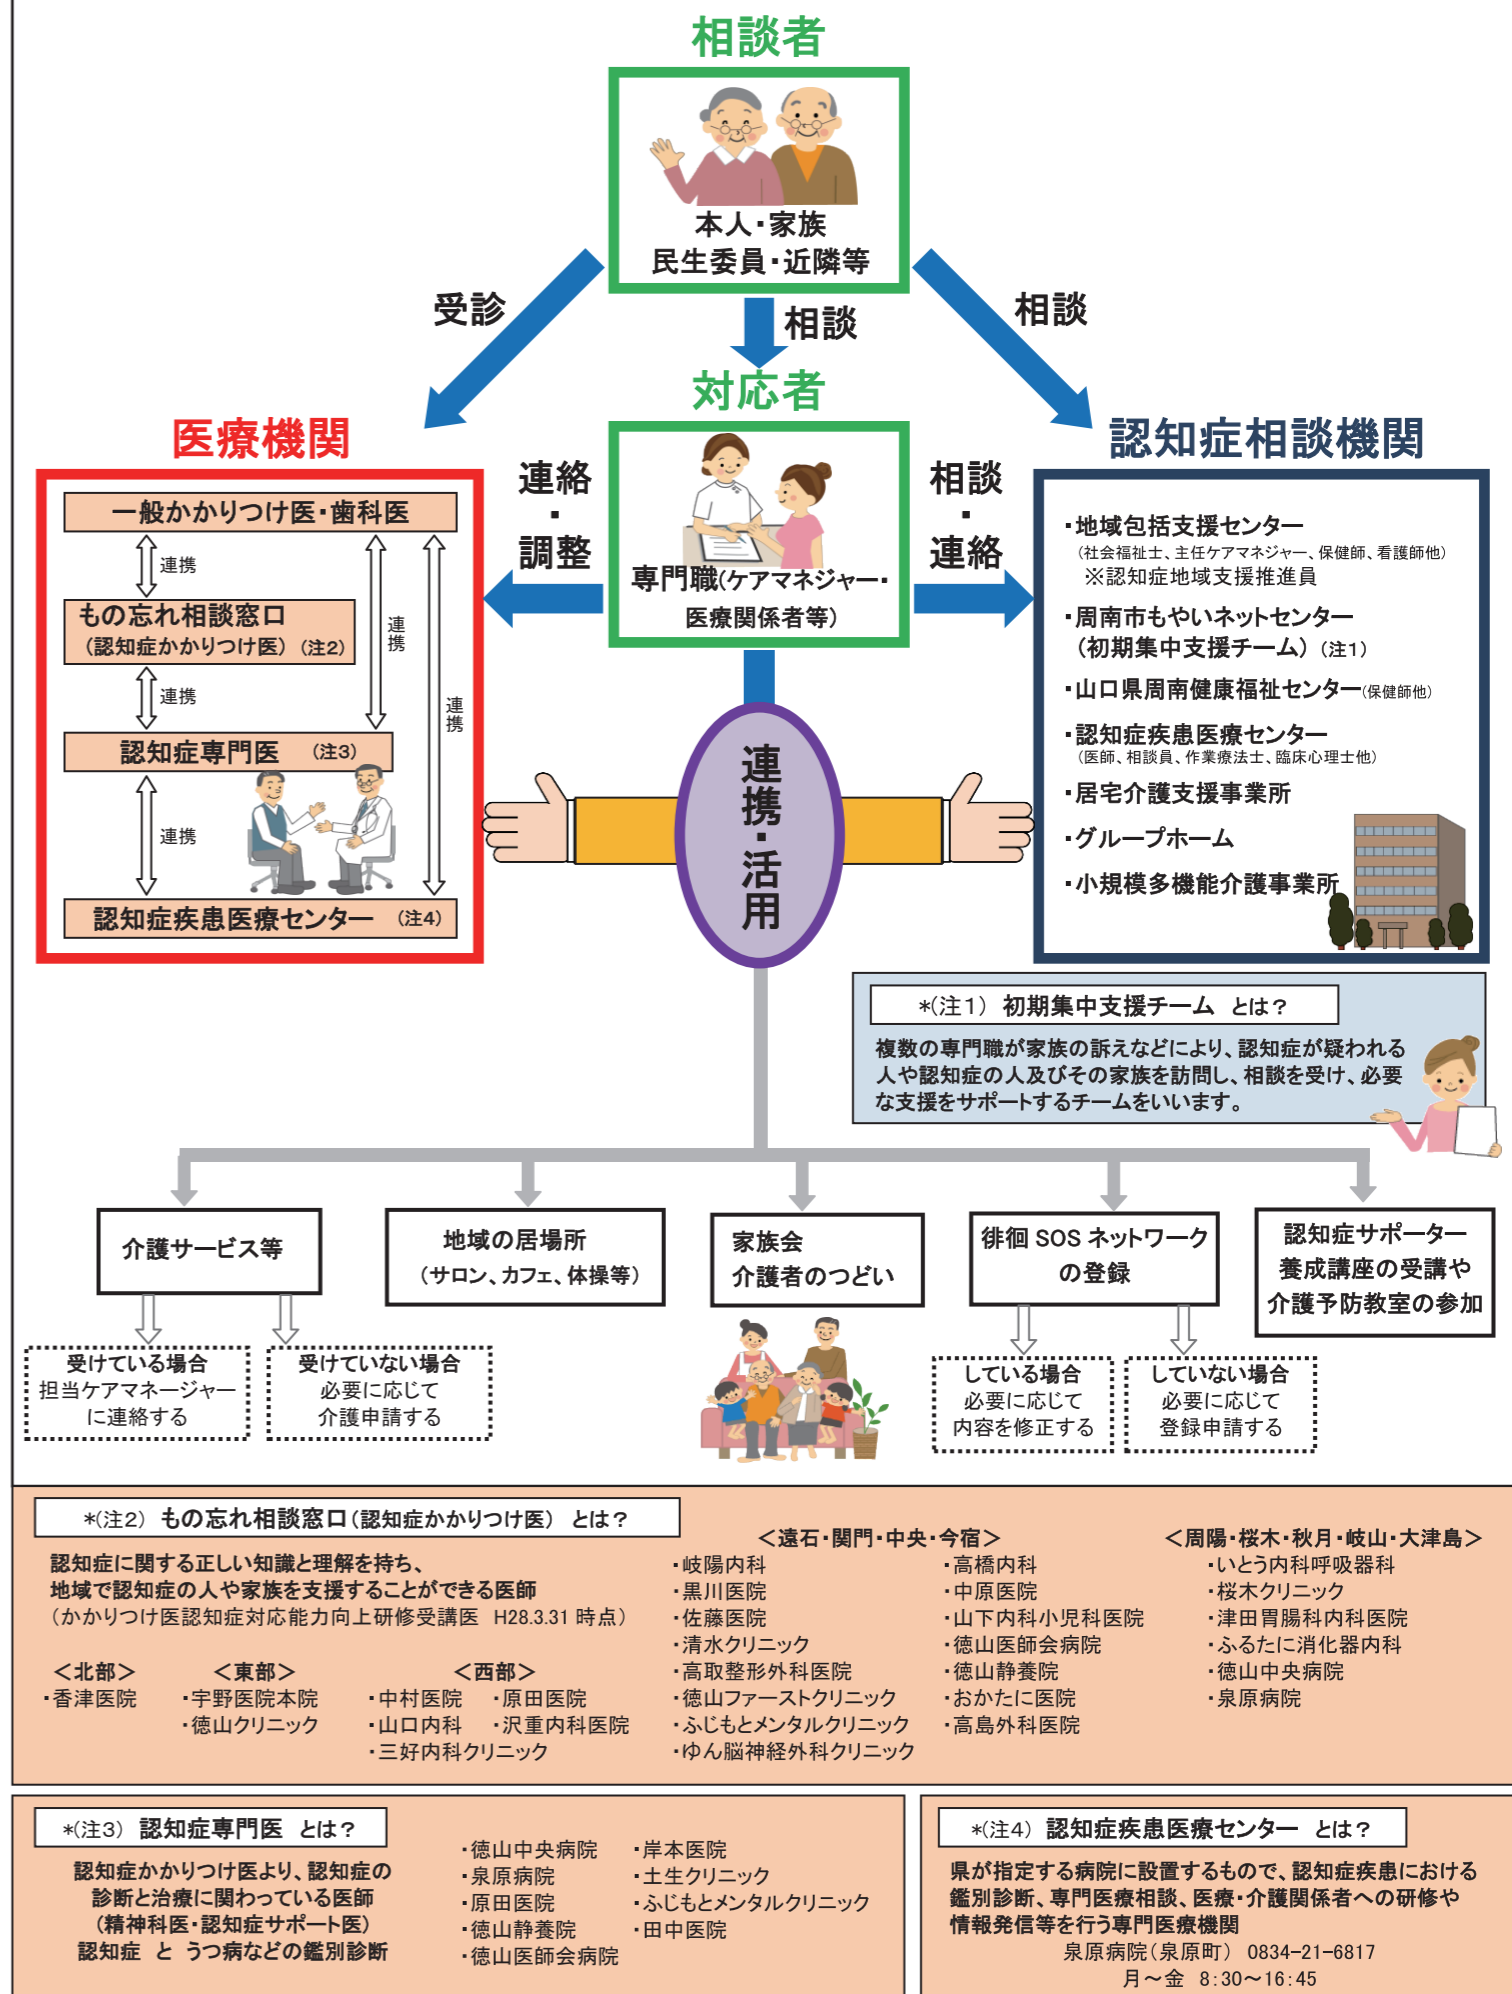 相談者
本人・家族
民生委員・近隣等
受診
相談
相談
対応者
専門職(ケアマネジャー・
医療関係者等)
連絡
・
調整
相談
・
連絡
医療機関
一般かかりつけ医・歯科医
連携
もの忘れ相談窓口
(認知症かかりつけ医) (注2)
連携
連携
連携
認知症専門医 (注3)
連携
認知症疾患医療センター (注4)
認知症相談機関
・地域包括支援センター
(社会福祉士、主任ケアマネジャー、保健師、看護師他)
※認知症地域支援推進員
・周南市もやいネットセンター
(初期集中支援チーム) (注1)
・山口県周南健康福祉センター(保健師他)
・認知症疾患医療センター
(医師、相談員、作業療法士、臨床心理士他)
・居宅介護支援事業所
・グループホーム
・小規模多機能介護事業所
連携・活用
*(注1) 初期集中支援チーム とは?
複数の専門職が家族の訴えなどにより、認知症が疑われる
人や認知症の人及びその家族を訪問し、相談を受け、必要
な支援をサポートするチームをいいます。
介護サービス等
地域の居場所
(サロン、カフェ、体操等)
家族会
介護者のつどい
徘徊 SOS ネットワーク
の登録
認知症サポーター
養成講座の受講や
介護予防教室の参加
受けている場合
担当ケアマネージャー
に連絡する
受けていない場合
必要に応じて
介護申請する
している場合
必要に応じて
内容を修正する
していない場合
必要に応じて
登録申請する
*(注2) もの忘れ相談窓口(認知症かかりつけ医) とは?
認知症に関する正しい知識と理解を持ち、
地域で認知症の人や家族を支援することができる医師
(かかりつけ医認知症対応能力向上研修受講医 H28.3.31 時点)
<北部>
・香津医院
<東部>
・宇野医院本院
・徳山クリニック
<西部>
・中村医院 ・原田医院
・山口内科 ・沢重内科医院
・三好内科クリニック
<遠石・関門・中央・今宿>
・岐陽内科
・黒川医院
・佐藤医院
・清水クリニック
・高取整形外科医院
・徳山ファーストクリニック
・ふじもとメンタルクリニック
・ゆん脳神経外科クリニック
・高橋内科
・中原医院
・山下内科小児科医院
・徳山医師会病院
・徳山静養院
・おかたに医院
・高島外科医院
<周陽・桜木・秋月・岐山・大津島>
・いとう内科呼吸器科
・桜木クリニック
・津田胃腸科内科医院
・ふるたに消化器内科
・徳山中央病院
・泉原病院
*(注3) 認知症専門医 とは?
認知症かかりつけ医より、認知症の
診断と治療に関わっている医師
(精神科医・認知症サポート医)
認知症 と うつ病などの鑑別診断
・徳山中央病院
・泉原病院
・原田医院
・徳山静養院
・徳山医師会病院
・岸本医院
・土生クリニック
・ふじもとメンタルクリニック
・田中医院
*(注4) 認知症疾患医療センター とは?
県が指定する病院に設置するもので、認知症疾患における
鑑別診断、専門医療相談、医療・介護関係者への研修や
情報発信等を行う専門医療機関
泉原病院(泉原町) 0834-21-6817
月~金 8:30~16:45